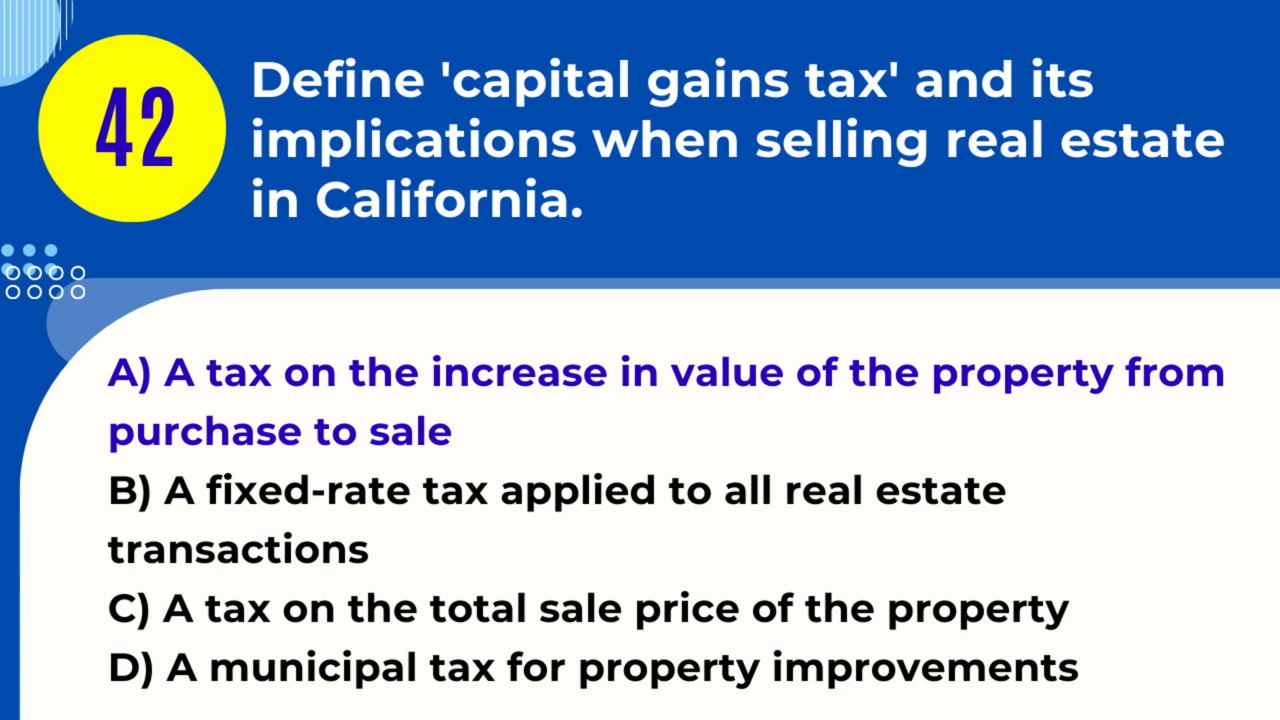 42
Define 'capital gains tax' and its
implications when selling real estate
in California.
A) A tax on the increase in value of the property from
purchase to sale
B) A fixed-rate tax applied to all real estate
transactions
C) A tax on the total sale price of the property
D) A municipal tax for property improvements